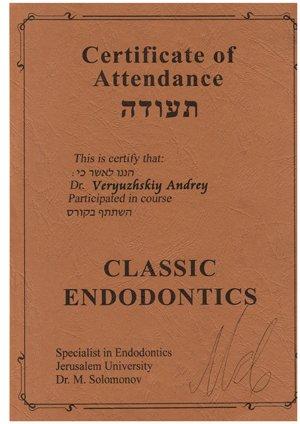 Certificate of
Attendance
תעודה
This is certify that:
הננו לאשר כי:
Dr. Veryuzhskiy Andrey
Participated in course
השתתף בקורס
CLASSIC
ENDODONTICS
Specialist in Endodontics
Jerusalem University
Dr. M. Solomonov